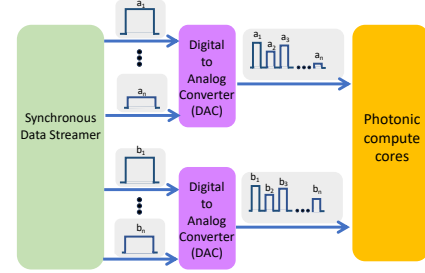 a₁
aₙ
Synchronous
Data Streamer
Digital
to
Analog
Converter
(DAC)
a₁ a₂ a₃ aₙ
Photonic
compute
cores
b₁
bₙ
Digital
to
Analog
Converter
(DAC)
b₁ b₂ b₃ bₙ